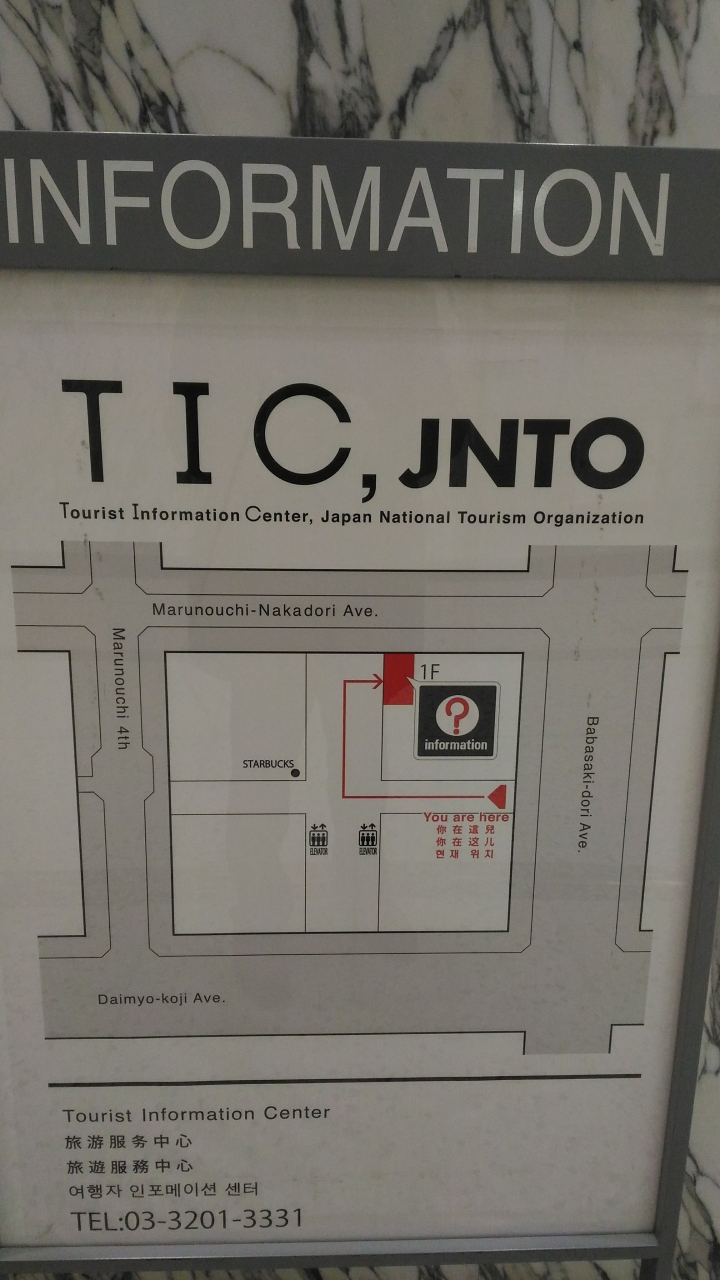 INFORMATION
TIC, JNTO
Tourist Information Center, Japan National Tourism Organization
Marunouchi-Nakadori Ave.
Marunouchi 4th
1F
?
information
STARBUCKS
Babasaki-dori Ave.
You are here
你在這兒
你在这儿
현재 위치
ELEVATOR
ELEVATOR
Daimyo-koji Ave.
Tourist Information Center
旅游服务中心
旅遊服務中心
여행자 인포메이션 센터
TEL:03-3201-3331